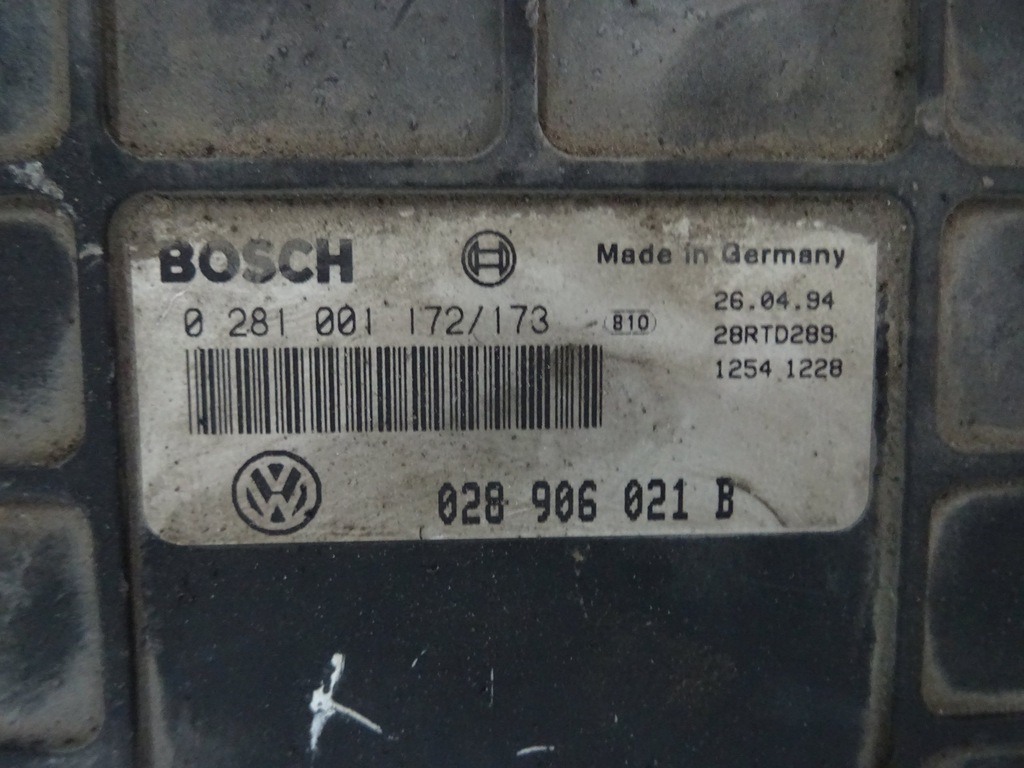 BOSCH Made in Germany
0 281 001 172/173 810 26.04.94
28RTD289
1254 1228
028 906 021 B